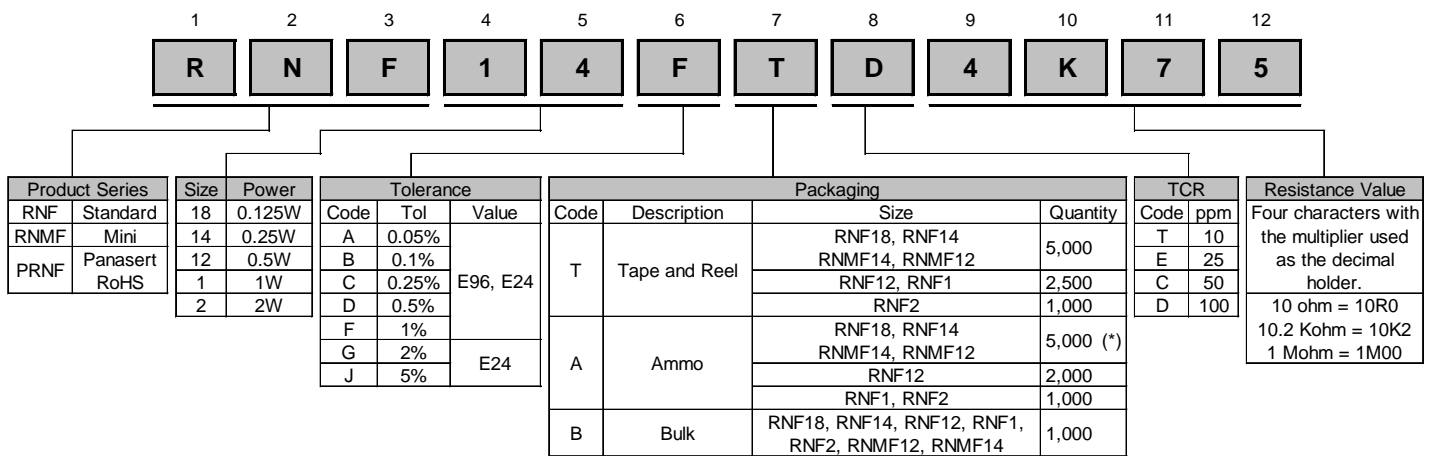 1 2 3 4 5 6 7 8 9 10 11 12
R N F 1 4 F T D 4 K 7 5
Product Series
RNF Standard
RNMF Mini
PRNF Panasert RoHS
Size Power
18 0.125W
14 0.25W
12 0.5W
1 1W
2 2W
Tolerance
Code Tol Value
A 0.05%
B 0.1%
C 0.25%
D 0.5%
F 1%
E96, E24
G 2%
J 5%
E24
Packaging
Code Description Size Quantity
T Tape and Reel
RNF18, RNF14
RNMF14, RNMF12
5,000
RNF12, RNF1 2,500
RNF2 1,000
A Ammo
RNF18, RNF14
RNMF14, RNMF12
5,000 (*)
RNF12 2,000
RNF1, RNF2 1,000
B Bulk
RNF18, RNF14, RNF12, RNF1,
RNF2, RNMF12, RNMF14
1,000
TCR
Code ppm
T 10
E 25
C 50
D 100
Resistance Value
Four characters with
the multiplier used
as the decimal
holder.
10 ohm = 10R0
10.2 Kohm = 10K2
1 Mohm = 1M00